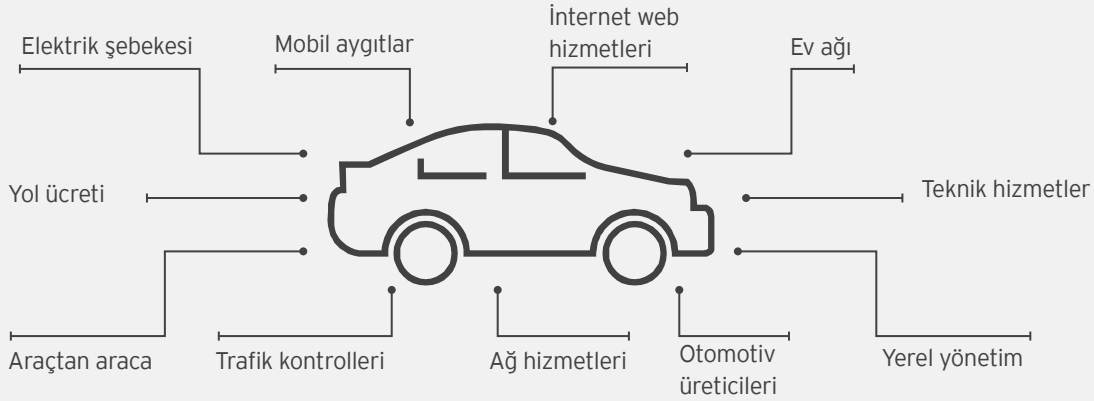 Elektrik şebekesi
Mobil aygıtlar
İnternet web
hizmetleri
Ev ağı
Yol ücreti
Teknik hizmetler
Araçtan araca
Trafik kontrolleri
Ağ hizmetleri
Otomotiv
üreticileri
Yerel yönetim